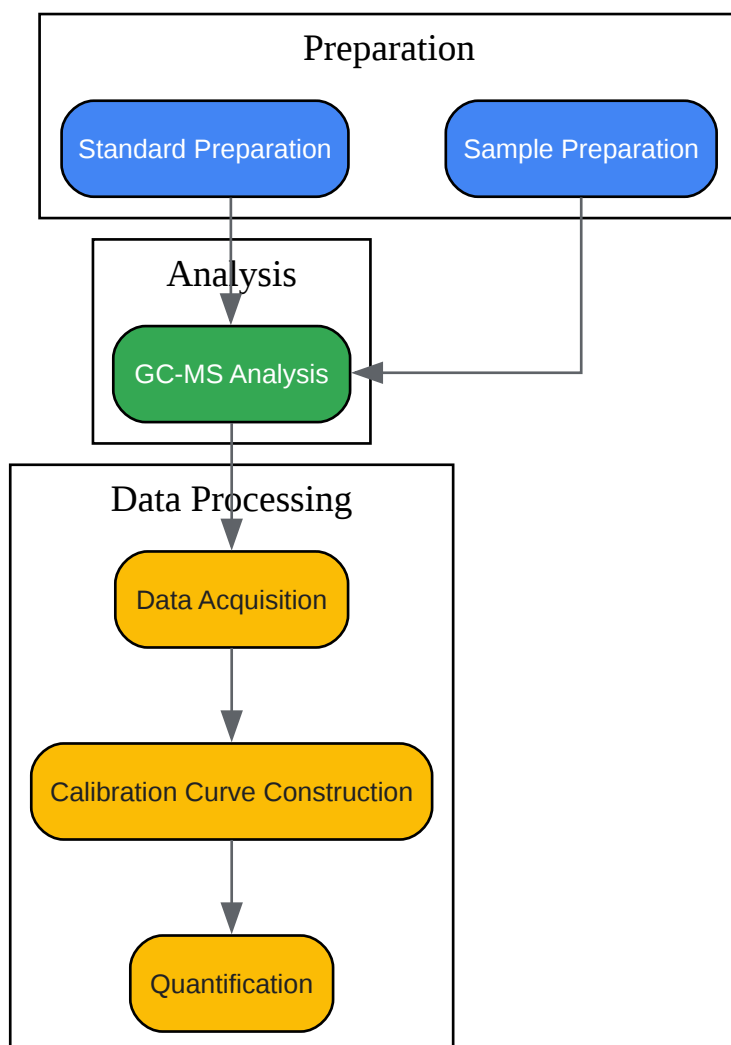 Preparation
Standard Preparation
Sample Preparation
Analysis
GC-MS Analysis
Data Processing
Data Acquisition
Calibration Curve Construction
Quantification